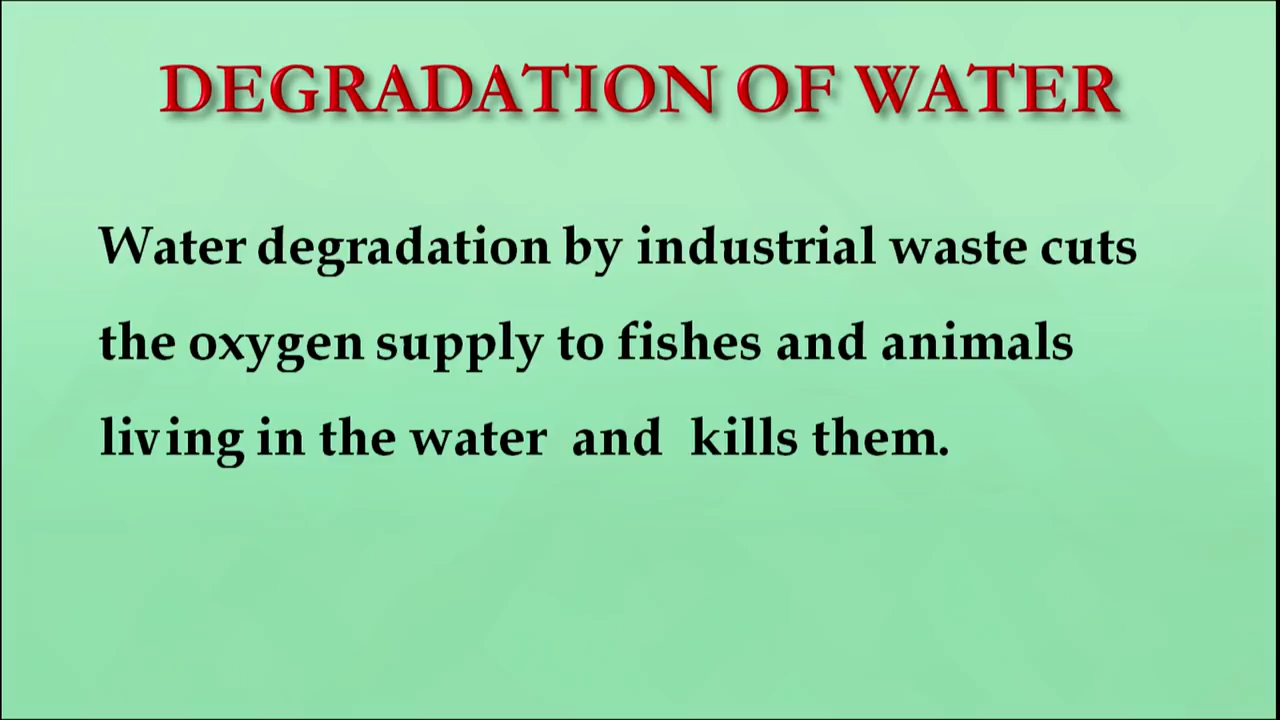 DEGRADATION OF WATER
Water degradation by industrial waste cuts
the oxygen supply to fishes and animals
living in the water and kills them.